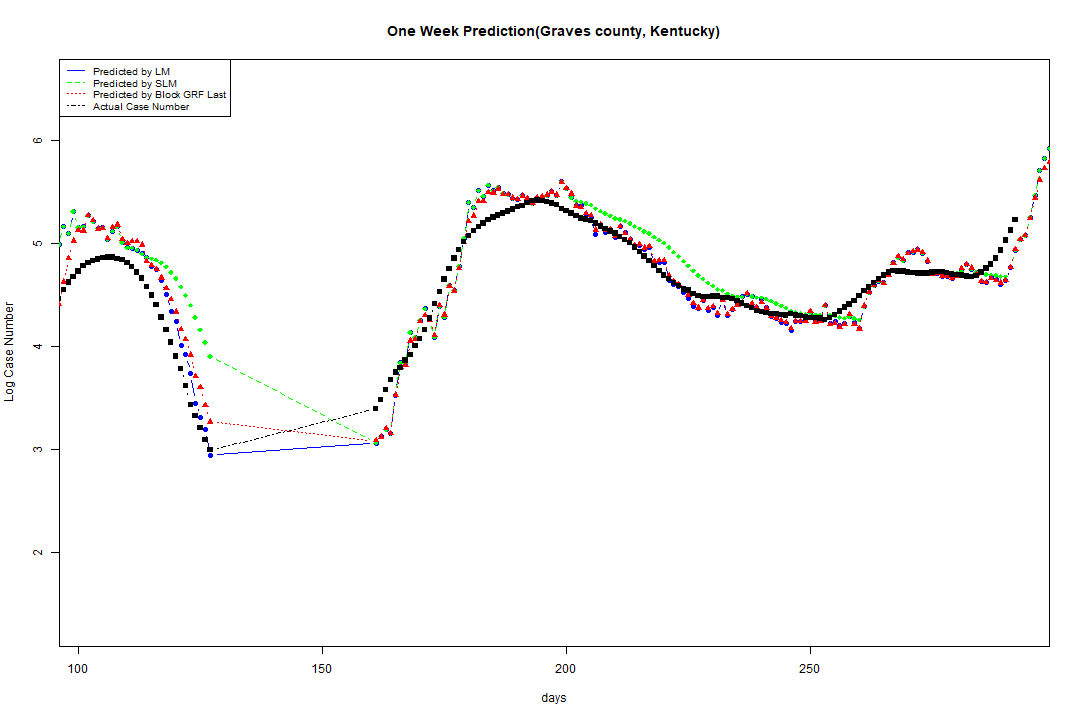 One Week Prediction(Graves county, Kentucky)
Predicted by LM
Predicted by SLM
Predicted by Block GRF Last
Actual Case Number
6
5
4
3
2
Log Case Number
100 150 200 250
days